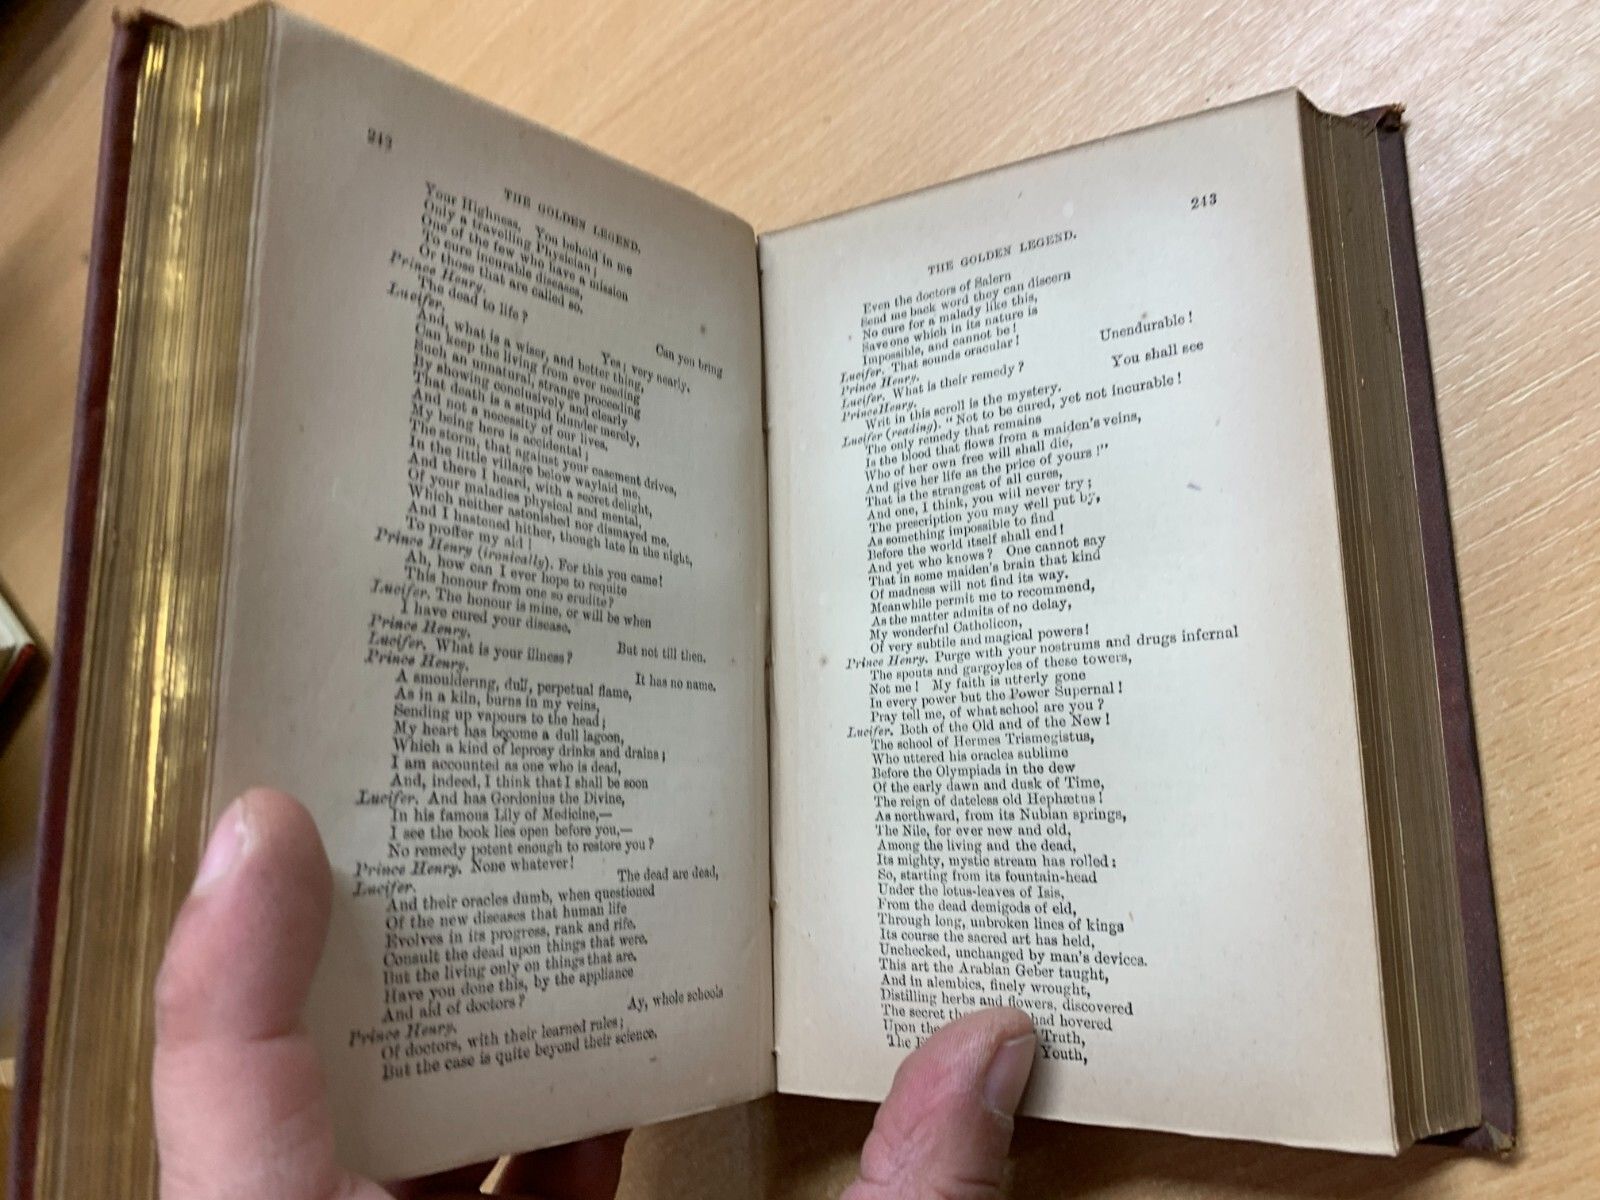 THE GOLDEN LEGEND.
Your Highness, You behold in me
Only a travelling Physician;
One of the few who have a mission
To cure incurable diseases,
Or those that are called so.
Prince Henry. Can you bring
The dead to life?
Lucifer. Yes; very nearly.
And, what is a wiser, and better thing,
Can keep the living from ever needing
Such an unnatural, strange proceeding
By showing conclusively and clearly
That death is a stupid blunder merely,
And not a necessity of our lives.
My being here is accidental;
The storm, that against your casement drives,
In the little village below waylaid me.
And there I heard, with a secret delight,
Of your maladies physical and mental,
Which neither astonished nor dismayed me.
And I hastened hither, though late in the night,
To proffer my aid!
Prince Henry (ironically). For this you came!
Ah, how can I ever hope to requite
This honour from one so erudite?
Lucifer. The honour is mine, or will be when
I have cured your disease.
Prince Henry. But not till then.
Lucifer. What is your illness?
Prince Henry. It has no name.
A smouldering, dull, perpetual flame,
As in a kiln, burns in my veins,
Sending up vapours to the head;
My heart has become a dull lagoon,
Which a kind of leprosy drinks and drains;
I am accounted as one who is dead,
And, indeed, I think that I shall be soon
Lucifer. And has Gordonius the Divine,
In his famous Lily of Medicine,—
I see the book lies open before you,—
No remedy potent enough to restore you?
Prince Henry. None whatever!
Lucifer. The dead are dead,
And their oracles dumb, when questioned
Of the new diseases that human life
Evolves in its progress, rank and rife.
Consult the dead upon things that were,
But the living only on things that are.
Have you done this, by the appliance
And aid of doctors?
Prince Henry. Ay, whole schools
Of doctors, with their learned rules;
But the case is quite beyond their science.
243
THE GOLDEN LEGEND.
Even the doctors of Salern
Send me back word they can discern
No cure for a malady like this,
Save one which in its nature is
Impossible, and cannot be!
Lucifer. That sounds oracular!
Prince Henry. Unendurable!
Lucifer. What is their remedy?
Prince Henry. You shall see
Writ in this scroll is the mystery.
Lucifer (reading). "Not to be cured, yet not incurable!
The only remedy that remains
Is the blood that flows from a maiden's veins,
Who of her own free will shall die,
And give her life as the price of yours!"
That is the strangest of all cures,
And one, I think, you will never try;
The prescription you may well put by,
As something impossible to find
Before the world itself shall end!
And yet who knows? One cannot say
That in some maiden's brain that kind
Of madness will not find its way.
Meanwhile permit me to recommend,
As the matter admits of no delay,
My wonderful Catholicon,
Of very subtile and magical powers!
Prince Henry. Purge with your nostrums and drugs infernal
The spouts and gargoyles of these towers,
Not me! My faith is utterly gone
In every power but the Power Supernal!
Pray tell me, of what school are you?
Lucifer. Both of the Old and of the New!
The school of Hermes Trismegistus,
Who uttered his oracles sublime
Before the Olympiads in the dew
Of the early dawn and dusk of Time,
The reign of dateless old Hephæstus!
As northward, from its Nubian springs,
The Nile, for ever new and old,
Among the living and the dead,
Its mighty, mystic stream has rolled;
So, starting from its fountain-head
Under the lotus-leaves of Isis,
From the dead demigods of eld,
Through long, unbroken lines of kings
Its course the sacred art has held,
Unchecked, unchanged by man's devices.
This art the Arabian Geber taught,
And in alembics, finely wrought,
Distilling herbs and flowers, discovered
The secret had hovered
Upon the Truth,
The Youth,